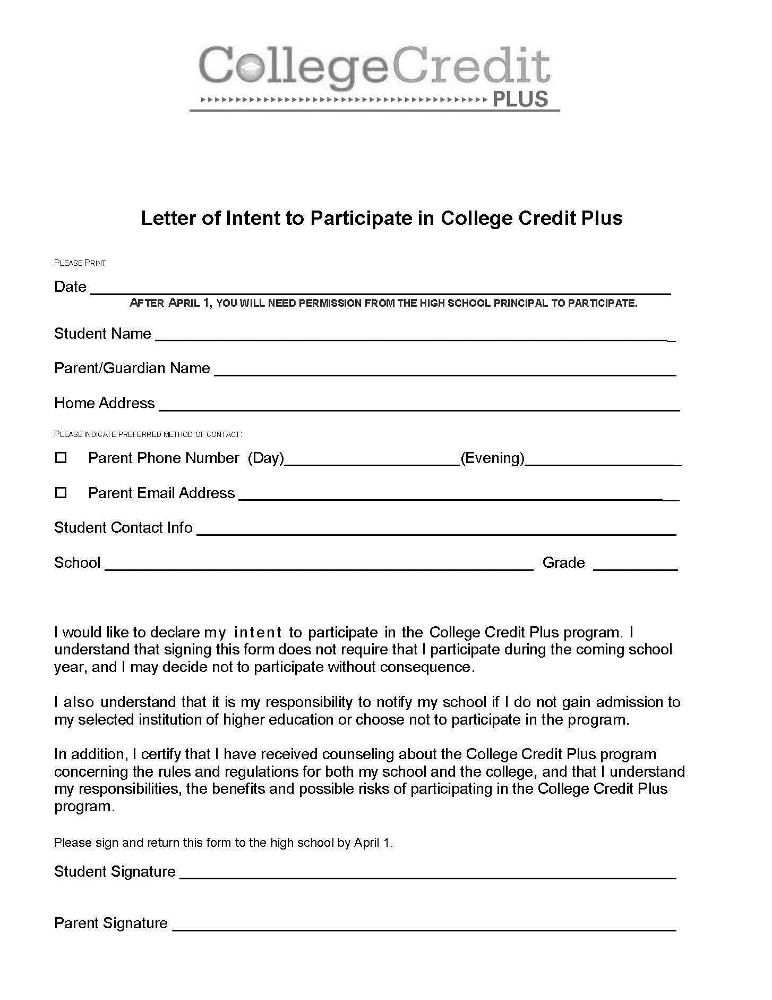 CollegeCredit
PLUS
Letter of Intent to Participate in College Credit Plus
PLEASE PRINT
Date
AFTER APRIL 1, YOU WILL NEED PERMISSION FROM THE HIGH SCHOOL PRINCIPAL TO PARTICIPATE.
Student Name
Parent/Guardian Name
Home Address
PLEASE INDICATE PREFERRED METHOD OF CONTACT:
☐ Parent Phone Number (Day)____________________(Evening)____________________
☐ Parent Email Address
Student Contact Info
School ____________________ Grade __________
I would like to declare my intent to participate in the College Credit Plus program. I
understand that signing this form does not require that I participate during the coming school
year, and I may decide not to participate without consequence.
I also understand that it is my responsibility to notify my school if I do not gain admission to
my selected institution of higher education or choose not to participate in the program.
In addition, I certify that I have received counseling about the College Credit Plus program
concerning the rules and regulations for both my school and the college, and that I understand
my responsibilities, the benefits and possible risks of participating in the College Credit Plus
program.
Please sign and return this form to the high school by April 1.
Student Signature
Parent Signature